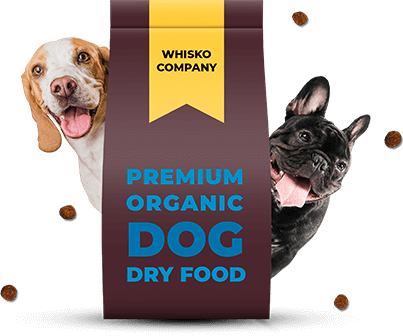 WHISKO
COMPANY
PREMIUM
ORGANIC
DOG
DRY FOOD